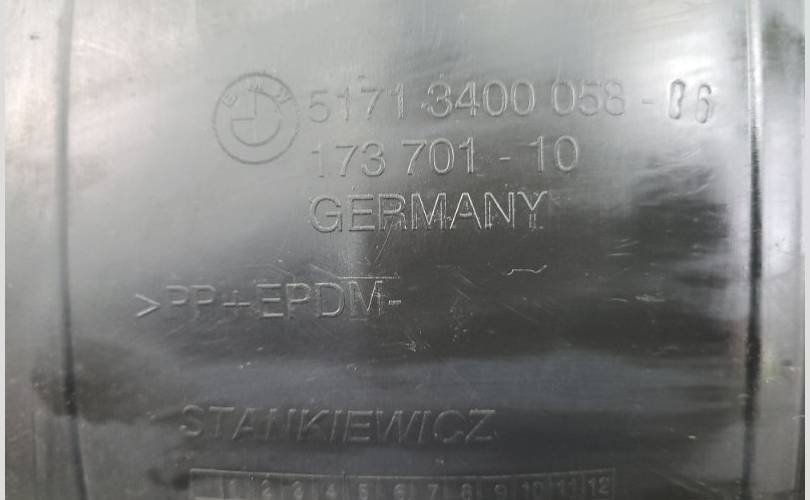 BMW 5171 3400 058-06
173 701 - 10
GERMANY
>PP+EPDM-
STANKIEWICZ
1 2 3 4 5 6 7 8 9 10 11 12